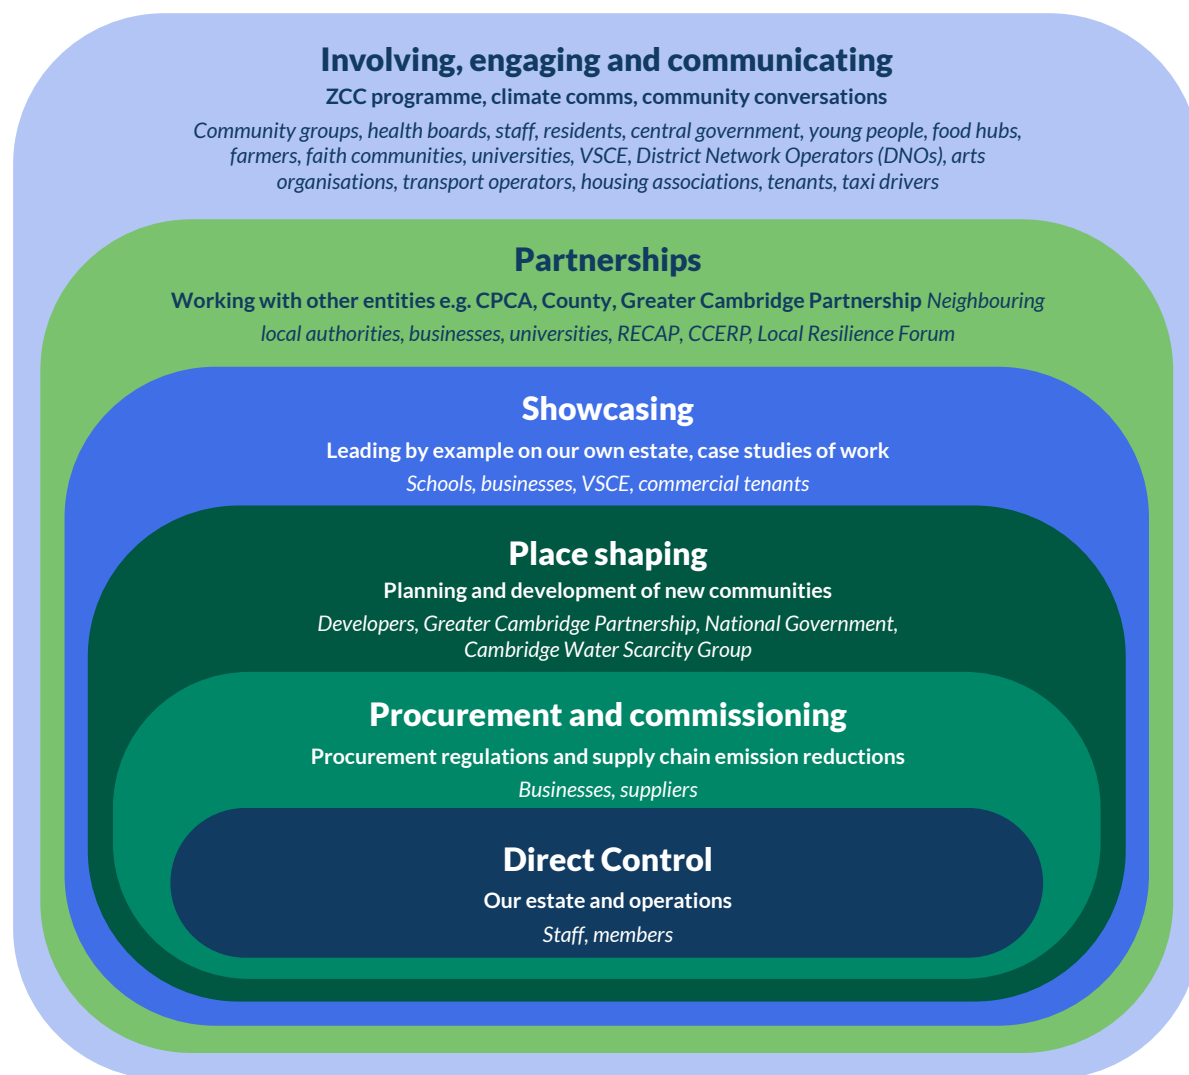 Involving, engaging and communicating
ZCC programme, climate comms, community conversations
Community groups, health boards, staff, residents, central government, young people, food hubs,
farmers, faith communities, universities, VSCE, District Network Operators (DNOs), arts
organisations, transport operators, housing associations, tenants, taxi drivers
Partnerships
Working with other entities e.g. CPCA, County, Greater Cambridge Partnership Neighbouring
local authorities, businesses, universities, RECAP, CCERP, Local Resilience Forum
Showcasing
Leading by example on our own estate, case studies of work
Schools, businesses, VSCE, commercial tenants
Place shaping
Planning and development of new communities
Developers, Greater Cambridge Partnership, National Government,
Cambridge Water Scarcity Group
Procurement and commissioning
Procurement regulations and supply chain emission reductions
Businesses, suppliers
Direct Control
Our estate and operations
Staff, members